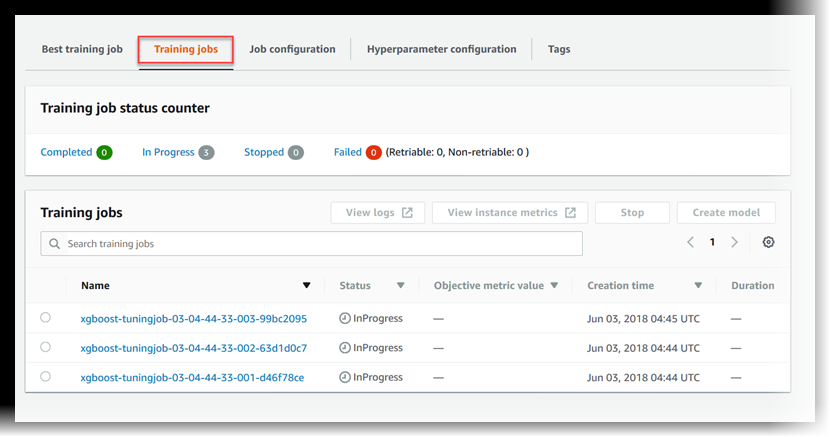 Best training job Training jobs Job configuration Hyperparameter configuration Tags
Training job status counter
Completed 0 In Progress 3 Stopped 0 Failed 0 (Retriable: 0, Non-retriable: 0 )
Training jobs View logs View instance metrics Stop Create model
Search training jobs 1
Name Status Objective metric value Creation time Duration
xgboost-tuningjob-03-04-44-33-003-99bc2095 InProgress — Jun 03, 2018 04:45 UTC —
xgboost-tuningjob-03-04-44-33-002-63d1d0c7 InProgress — Jun 03, 2018 04:44 UTC —
xgboost-tuningjob-03-04-44-33-001-d46f78ce InProgress — Jun 03, 2018 04:44 UTC —